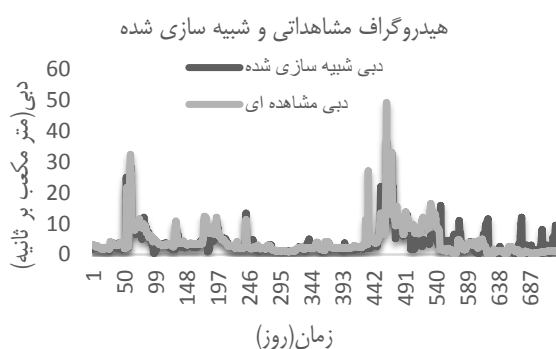 هیدروگراف مشاهداتی و شبیه سازی شده
دبی شبیه سازی شده
دبی مشاهده ای
دبی(متر مکعب بر ثانیه)
60
50
40
30
20
10
0
1 50 99 148 197 246 295 344 393 442 491 540 589 638 687
زمان(روز)